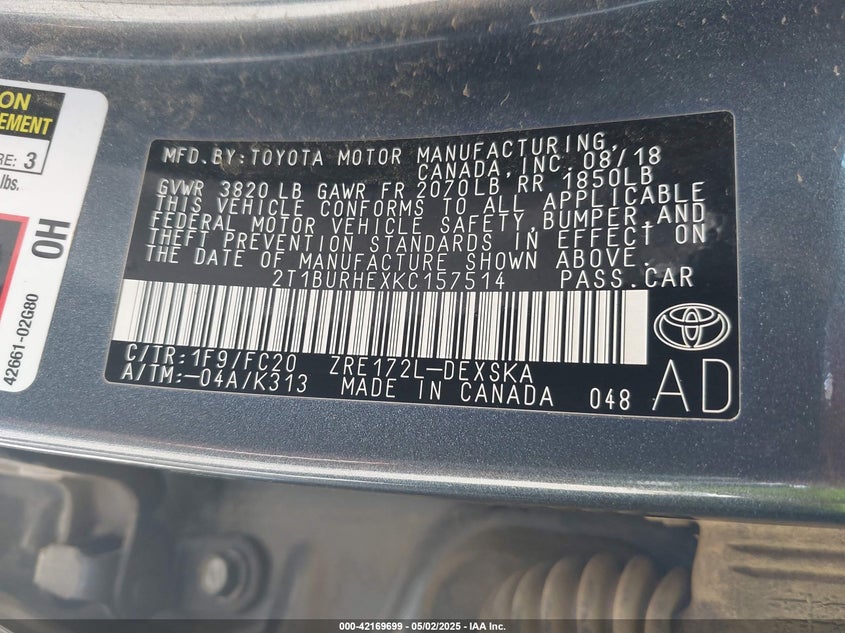 ON
EMENT
RE: 3
lbs.
OH
42661-02G80
MFD. BY: TOYOTA MOTOR MANUFACTURING,
CANADA, INC. 08/18
GVWR 3820 LB GAWR FR 2070LB, RR 1850LB
THIS VEHICLE CONFORMS TO ALL APPLICABLE
FEDERAL MOTOR VEHICLE SAFETY, BUMPER, AND
THEFT PREVENTION STANDARDS IN EFFECT ON
THE DATE OF MANUFACTURE SHOWN ABOVE.
2T1BURHEXKC157514 PASS. CAR
C/TR: 1F9/FC20 ZRE172L-DEXSKA
A/TM: -04A/K313 MADE IN CANADA 048
AD
000-42169699 - 05/02/2025 - IAA Inc.